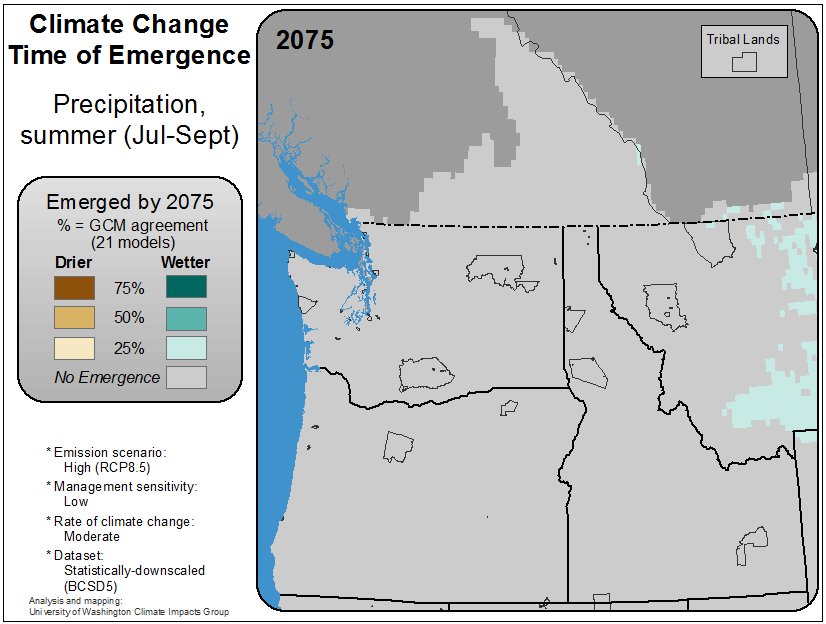 Climate Change
Time of Emergence
Precipitation,
summer (Jul-Sept)
Emerged by 2075
% = GCM agreement
(21 models)
Drier Wetter
75%
50%
25%
No Emergence
* Emission scenario:
High (RCP8.5)
* Management sensitivity:
Low
* Rate of climate change:
Moderate
* Dataset:
Statistically-downscaled
(BCSD5)
Analysis and mapping:
University of Washington Climate Impacts Group
2075
Tribal Lands